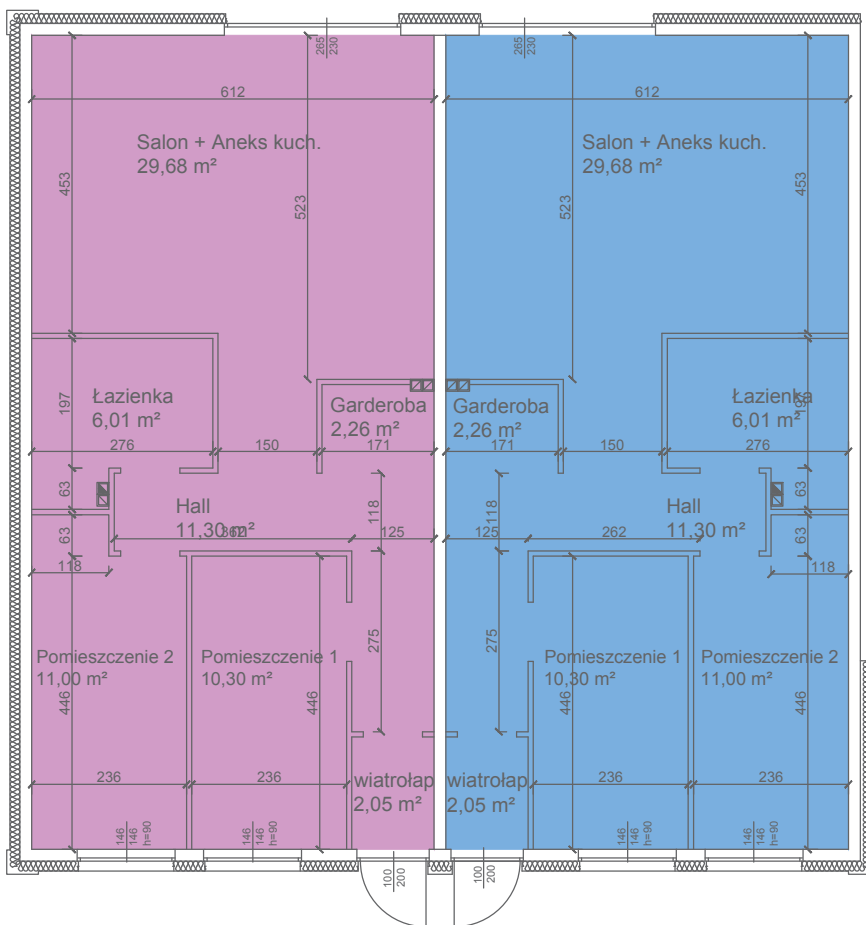 265
230
265
230
612
612
Salon + Aneks kuch.
29,68 m²
Salon + Aneks kuch.
29,68 m²
453
523
523
453
Łazienka
6,01 m²
Garderoba
2,26 m²
Garderoba
2,26 m²
Łazienka
6,01 m²
197
197
276
150
171
171
150
276
63
63
Hall
11,30 m²
Hall
11,30 m²
118
118
362
125
125
262
63
63
118
118
275
275
Pomieszczenie 2
11,00 m²
Pomieszczenie 1
10,30 m²
Pomieszczenie 1
10,30 m²
Pomieszczenie 2
11,00 m²
446
446
446
446
236
236
wiatrołap
2,05 m²
wiatrołap
2,05 m²
236
236
146
146
h=90
146
146
h=90
146
146
h=90
146
146
h=90
100
200
100
200